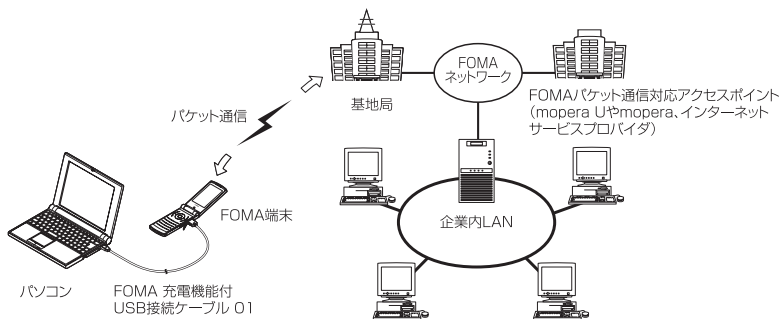 FOMA
ネットワーク
基地局
FOMAパケット通信対応アクセスポイント
（mopera Uやmopera、インターネット
サービスプロバイダ）
パケット通信
FOMA端末
企業内LAN
パソコン
FOMA 充電機能付
USB接続ケーブル 01